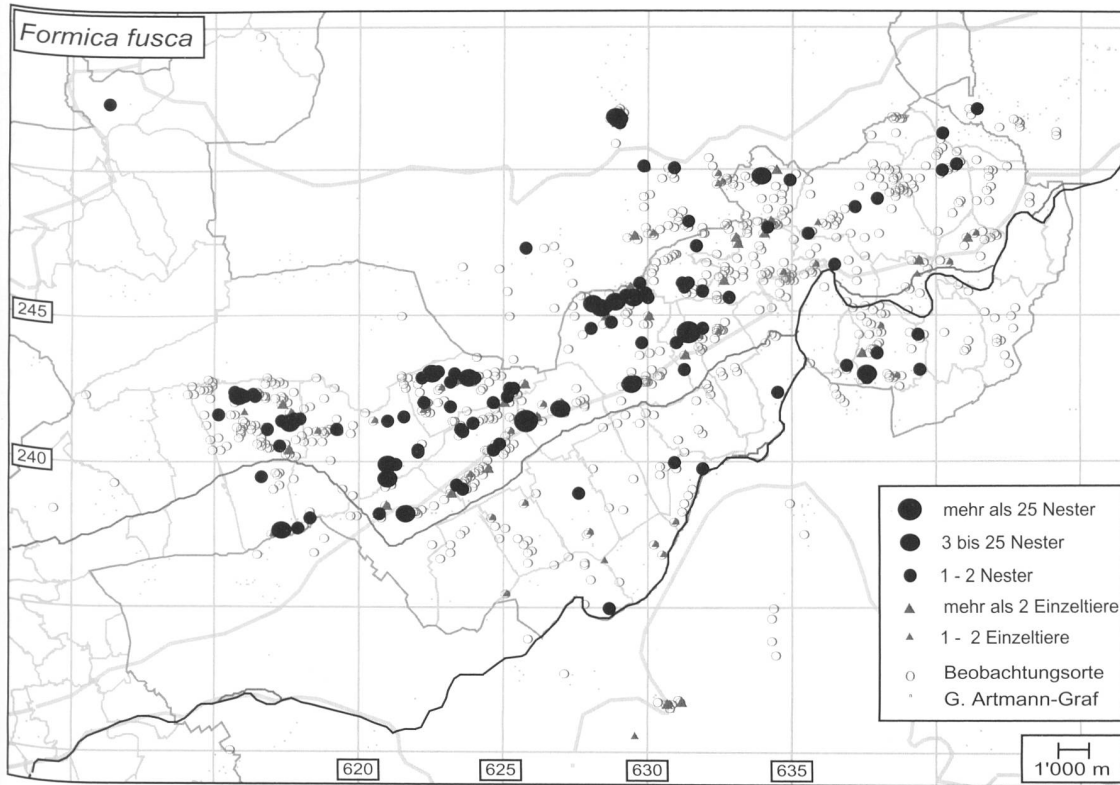 Formica fusca
245
240
620
625
630
635
mehr als 25 Nester
3 bis 25 Nester
1 - 2 Nester
mehr als 2 Einzeltiere
1 - 2 Einzeltiere
Beobachtungsorte
G. Artmann-Graf
1'000 m